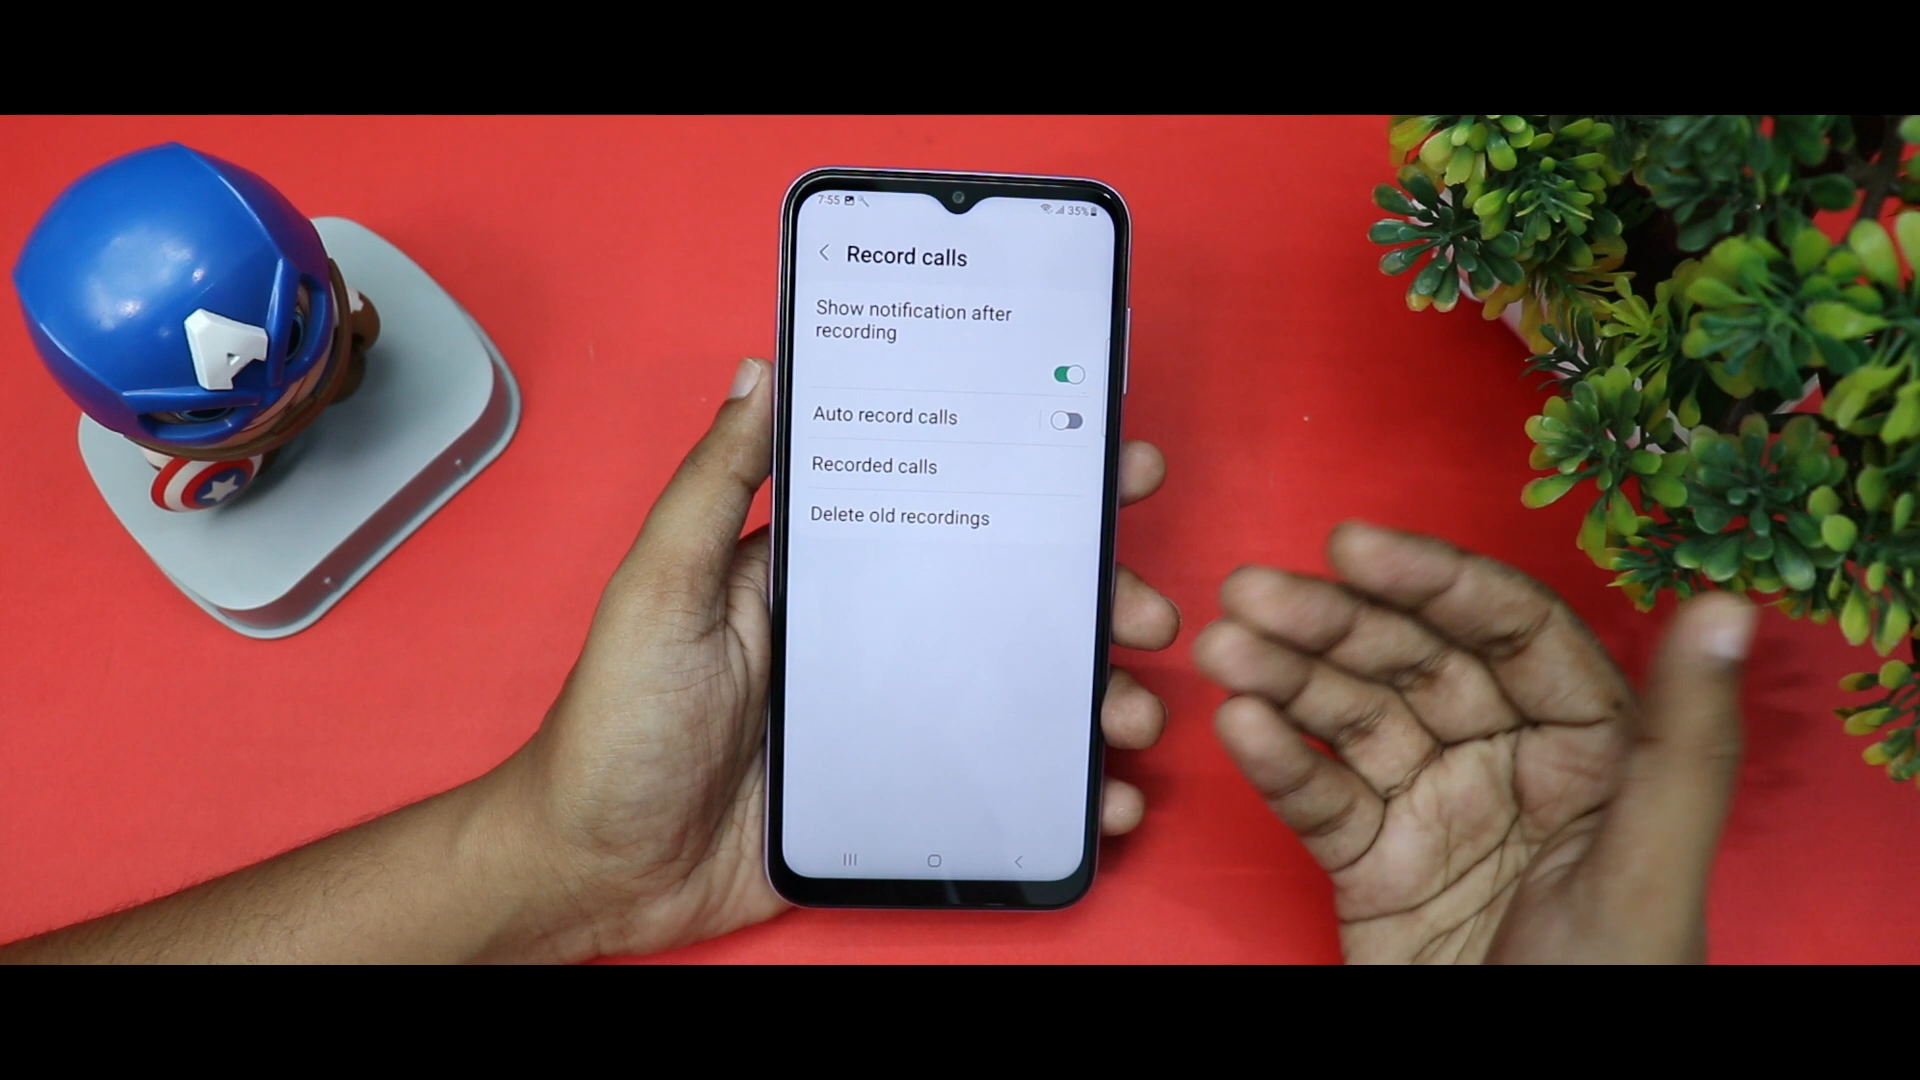 7:55
35%
Record calls
Show notification after
recording
Auto record calls
Recorded calls
Delete old recordings
A